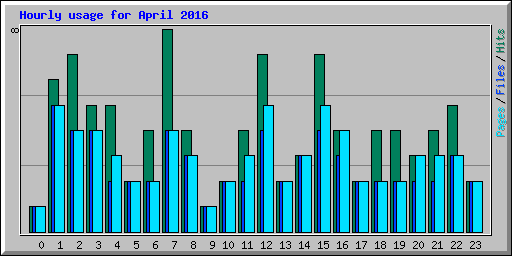 Hourly usage for April 2016
8
Pages / Files / Hits
0 1 2 3 4 5 6 7 8 9 10 11 12 13 14 15 16 17 18 19 20 21 22 23